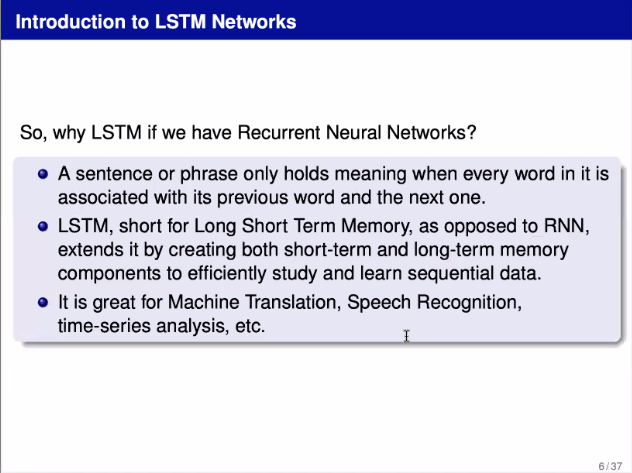 Introduction to LSTM Networks
So, why LSTM if we have Recurrent Neural Networks?
A sentence or phrase only holds meaning when every word in it is
associated with its previous word and the next one.
LSTM, short for Long Short Term Memory, as opposed to RNN,
extends it by creating both short-term and long-term memory
components to efficiently study and learn sequential data.
It is great for Machine Translation, Speech Recognition,
time-series analysis, etc.
6 / 37